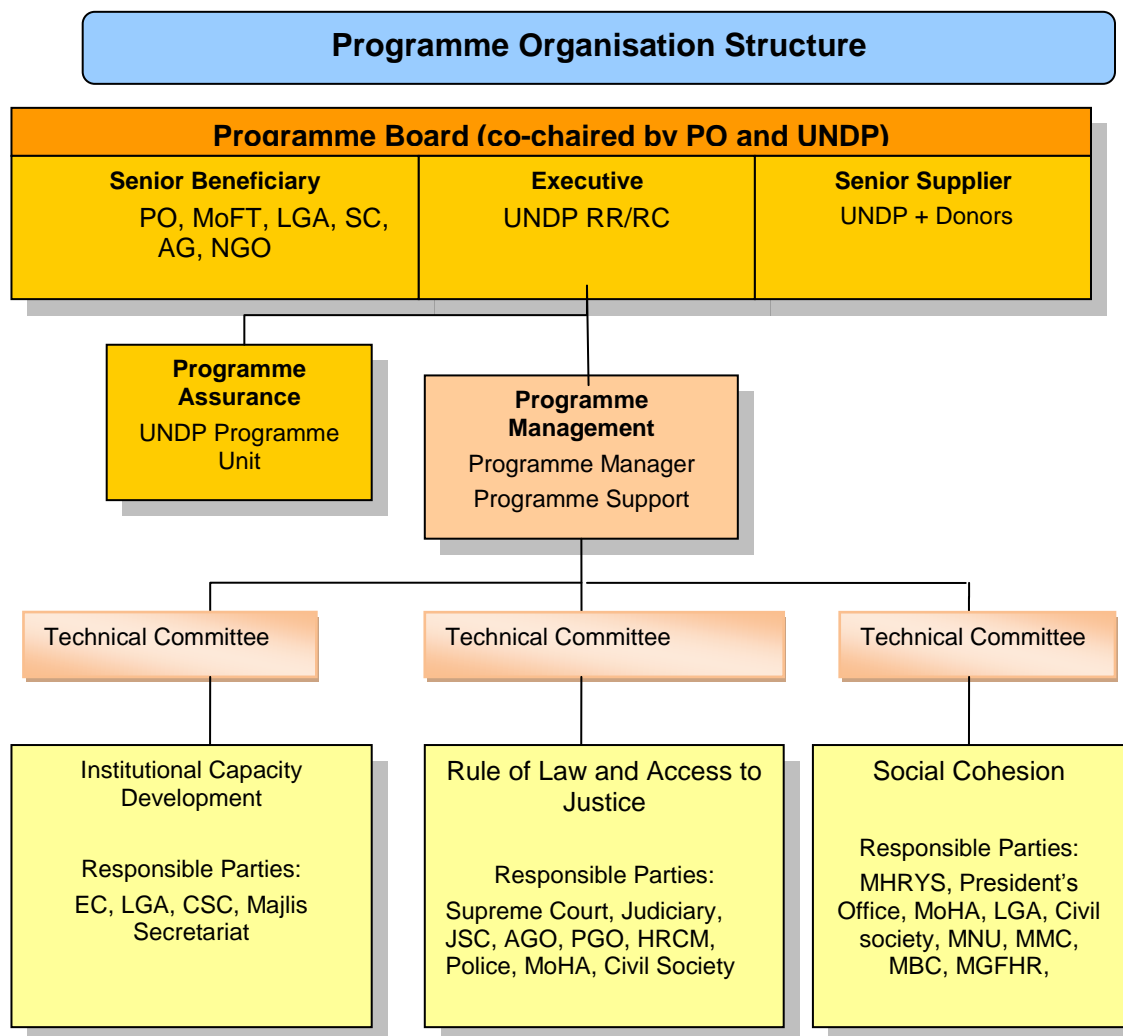 Programme Organisation Structure
Programme Board (co-chaired by PO and UNDP)
Senior Beneficiary
PO, MoFT, LGA, SC,
AG, NGO
Executive
UNDP RR/RC
Senior Supplier
UNDP + Donors
Programme
Assurance
UNDP Programme
Unit
Programme
Management
Programme Manager
Programme Support
Technical Committee
Technical Committee
Technical Committee
Institutional Capacity
Development
Responsible Parties:
EC, LGA, CSC, Majlis
Secretariat
Rule of Law and Access to
Justice
Responsible Parties:
Supreme Court, Judiciary,
JSC, AGO, PGO, HRCM,
Police, MoHA, Civil Society
Social Cohesion
Responsible Parties:
MHRYS, President’s
Office, MoHA, LGA, Civil
society, MNU, MMC,
MBC, MGFHR,